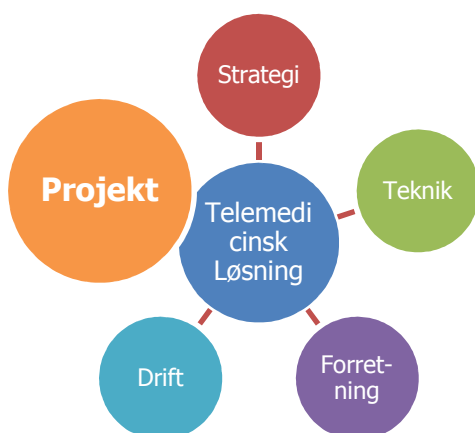 Strategi
Projekt
Teknik
Telemedi
cinsk
Løsning
Drift
Forret-
ning